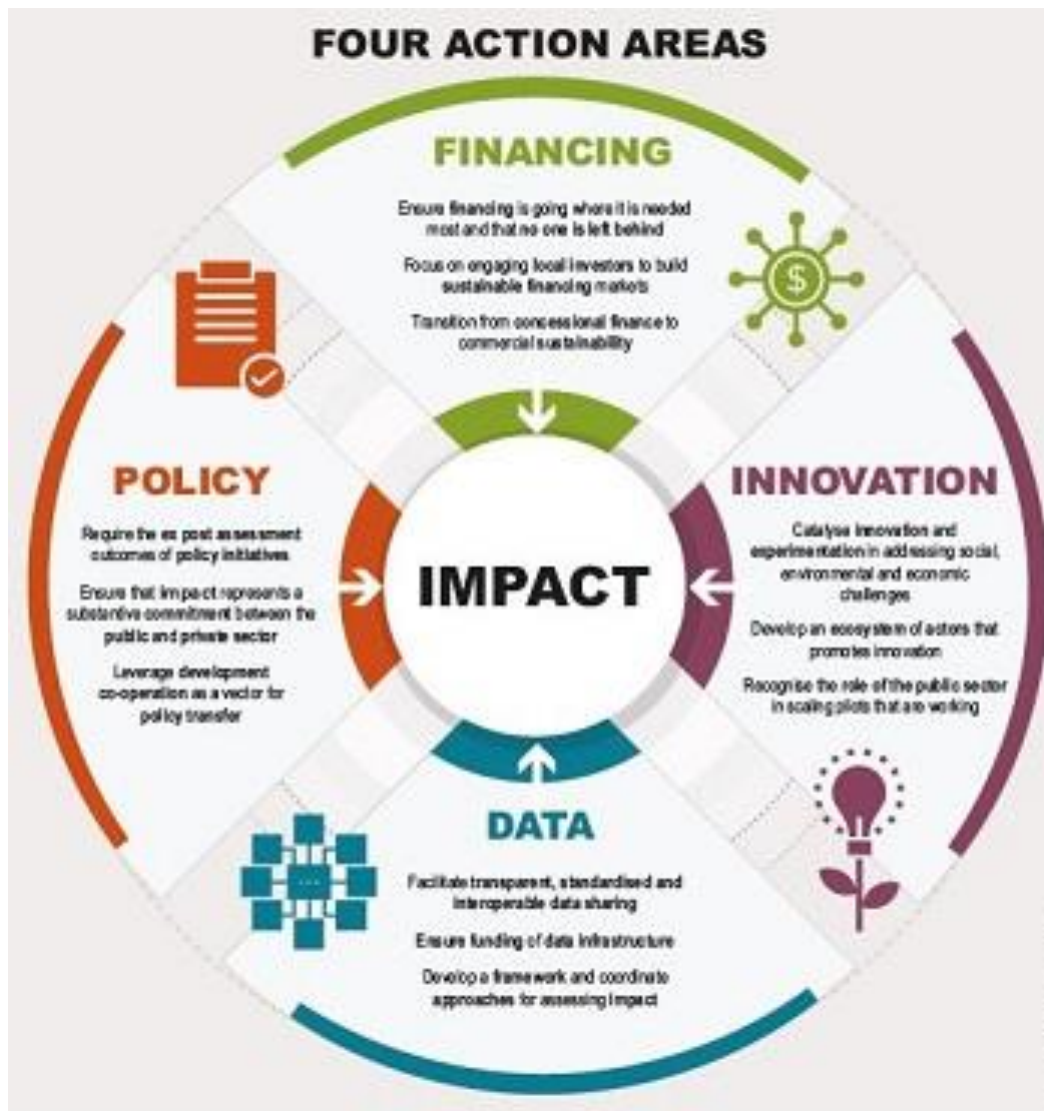 FOUR ACTION AREAS
FINANCING
Ensure financing is going where it is needed
most and that no one is left behind
Focus on engaging local investors to build
sustainable financing markets
Transition from concessional finance to
commercial sustainability
$
POLICY
Require the ex post assessment
outcomes of policy initiatives
Ensure that impact represents a
substantive commitment between the
public and private sector
Leverage development
co-operation as a vector for
policy transfer
IMPACT
INNOVATION
Catalyse innovation and
experimentation in addressing social,
environmental and economic
challenges
Develop an ecosystem of actors that
promotes innovation
Recognise the role of the public sector
in scaling pilots that are working
DATA
Facilitate transparent, standardised and
interoperable data sharing
Ensure funding of data infrastructure
Develop a framework and coordinate
approaches for assessing impact